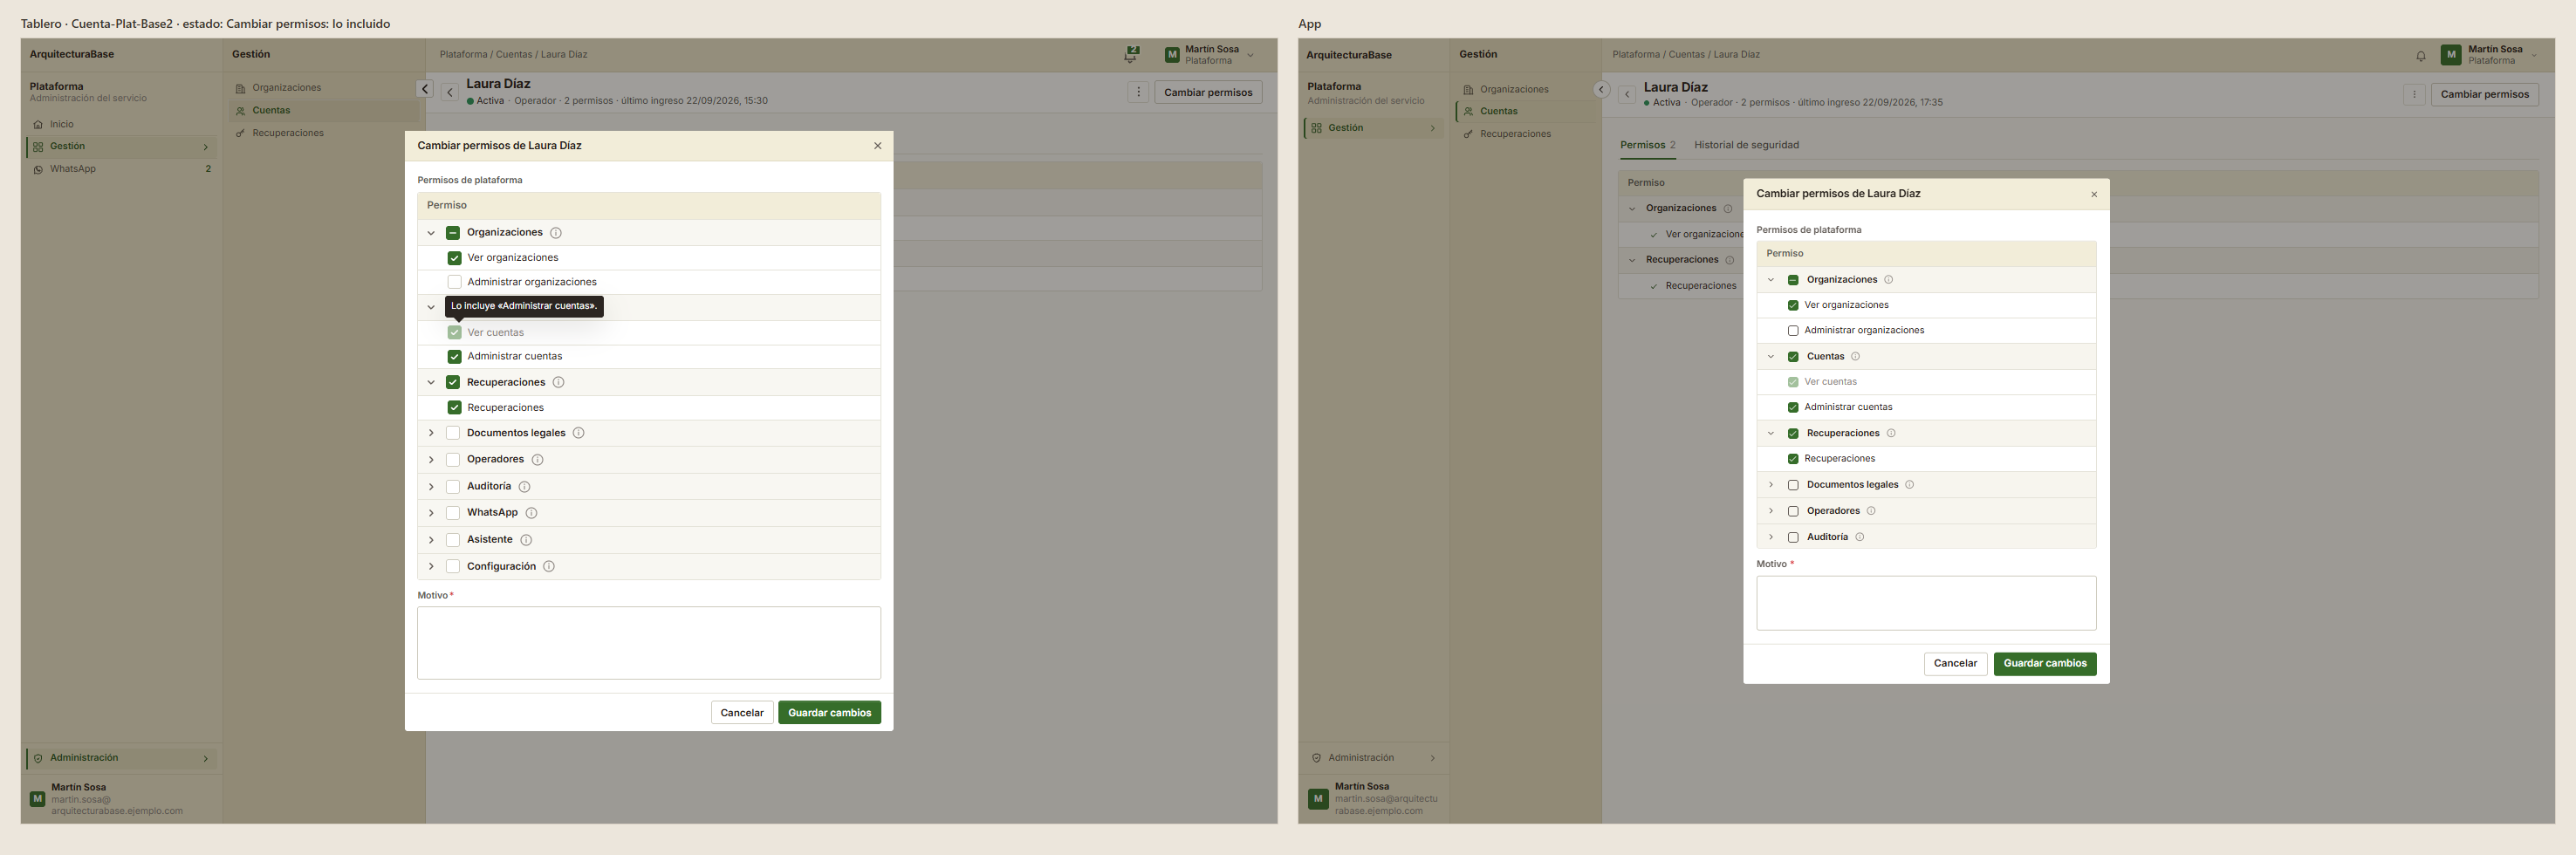 Tablero · Cuenta-Plat-Base2 · estado: Cambiar permisos: lo incluido
ArquitecturaBase
Plataforma
Administración del servicio
Inicio
Gestión
WhatsApp 2
Administración
M
Martín Sosa
martin.sosa@
arquitecturabase.ejemplo.com
Gestión
Organizaciones
Cuentas
Recuperaciones
Plataforma / Cuentas / Laura Díaz
2
M
Martín Sosa
Plataforma
Laura Díaz
Activa · Operador · 2 permisos · último ingreso 22/09/2026, 15:30
Cambiar permisos
Cambiar permisos de Laura Díaz
Permisos de plataforma
Permiso
Organizaciones
Ver organizaciones
Administrar organizaciones
Lo incluye «Administrar cuentas».
Ver cuentas
Administrar cuentas
Recuperaciones
Recuperaciones
Documentos legales
Operadores
Auditoría
WhatsApp
Asistente
Configuración
Motivo *
Cancelar
Guardar cambios
App
ArquitecturaBase
Plataforma
Administración del servicio
Gestión
Administración
M
Martín Sosa
martin.sosa@arquitectu
rabase.ejemplo.com
Gestión
Organizaciones
Cuentas
Recuperaciones
Plataforma / Cuentas / Laura Díaz
M
Martín Sosa
Plataforma
Laura Díaz
Activa · Operador · 2 permisos · último ingreso 22/09/2026, 17:35
Cambiar permisos
Permisos 2
Historial de seguridad
Permiso
Organizaciones
Ver organizacione
Recuperaciones
Recuperaciones
Cambiar permisos de Laura Díaz
Permisos de plataforma
Permiso
Organizaciones
Ver organizaciones
Administrar organizaciones
Cuentas
Ver cuentas
Administrar cuentas
Recuperaciones
Recuperaciones
Documentos legales
Operadores
Auditoría
Motivo *
Cancelar
Guardar cambios